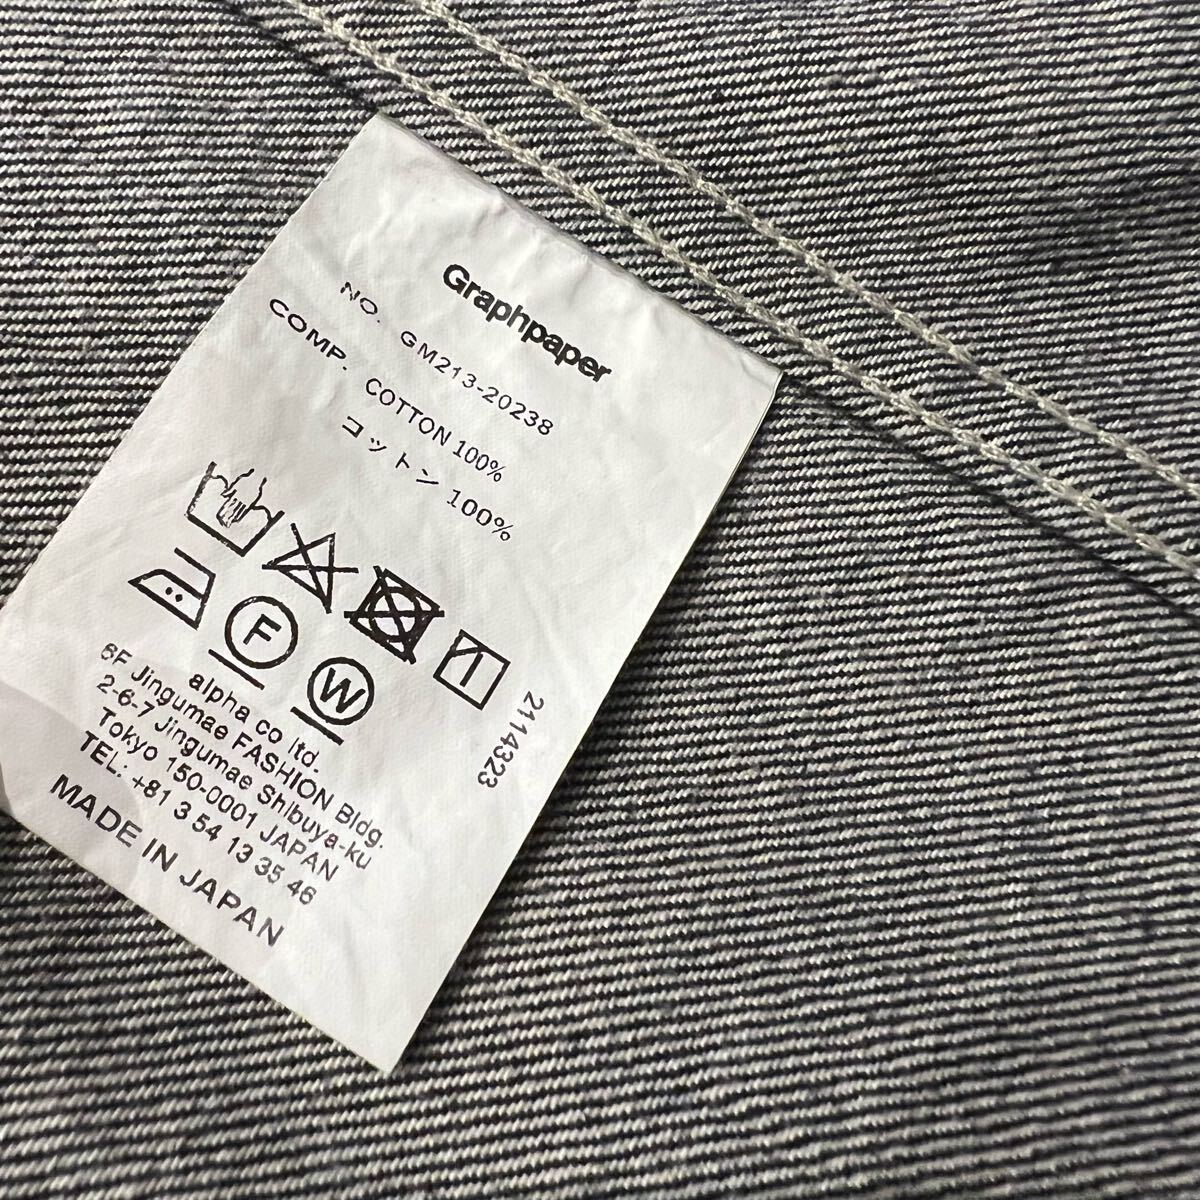 Graphpaper
NO. GM213-20238
COMP. COTTON 100%
コットン 100%
F
W
2114323
alpha co ltd.
6F Jingumae FASHION Bldg.
2-6-7 Jingumae Shibuya-ku
Tokyo 150-0001 JAPAN
TEL: +81 3 54 13 35 46
MADE IN JAPAN